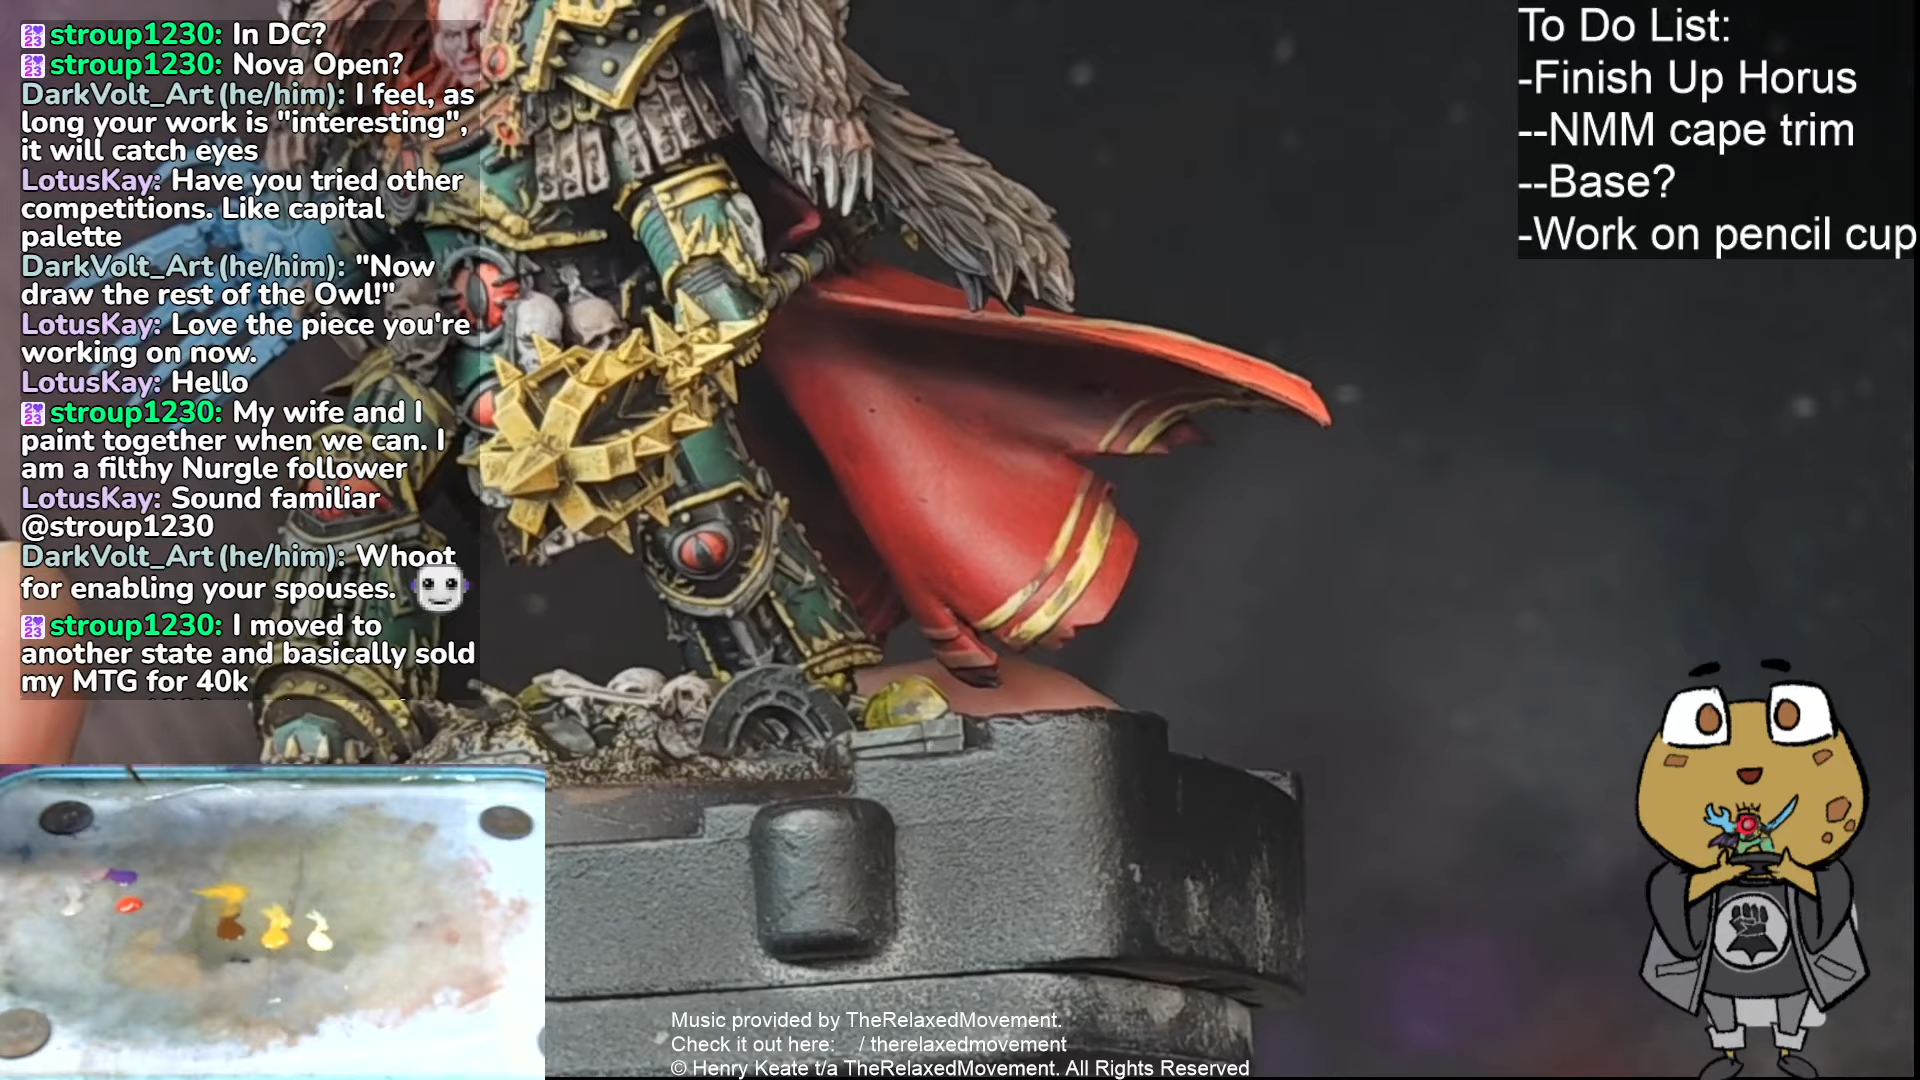 stroup1230: In DC?
stroup1230: Nova Open?
DarkVolt_Art (he/him): I feel, as
long your work is "interesting",
it will catch eyes
LotusKay: Have you tried other
competitions. Like capital
palette
DarkVolt_Art (he/him): "Now
draw the rest of the Owl!"
LotusKay: Love the piece you're
working on now.
LotusKay: Hello
stroup1230: My wife and I
paint together when we can. I
am a filthy Nurgle follower
LotusKay: Sound familiar
@stroup1230
DarkVolt_Art (he/him): Whoot
for enabling your spouses.
stroup1230: I moved to
another state and basically sold
my MTG for 40k
To Do List:
-Finish Up Horus
--NMM cape trim
--Base?
-Work on pencil cup
Music provided by TheRelaxedMovement.
Check it out here: / therelaxedmovement
© Henry Keate t/a TheRelaxedMovement. All Rights Reserved